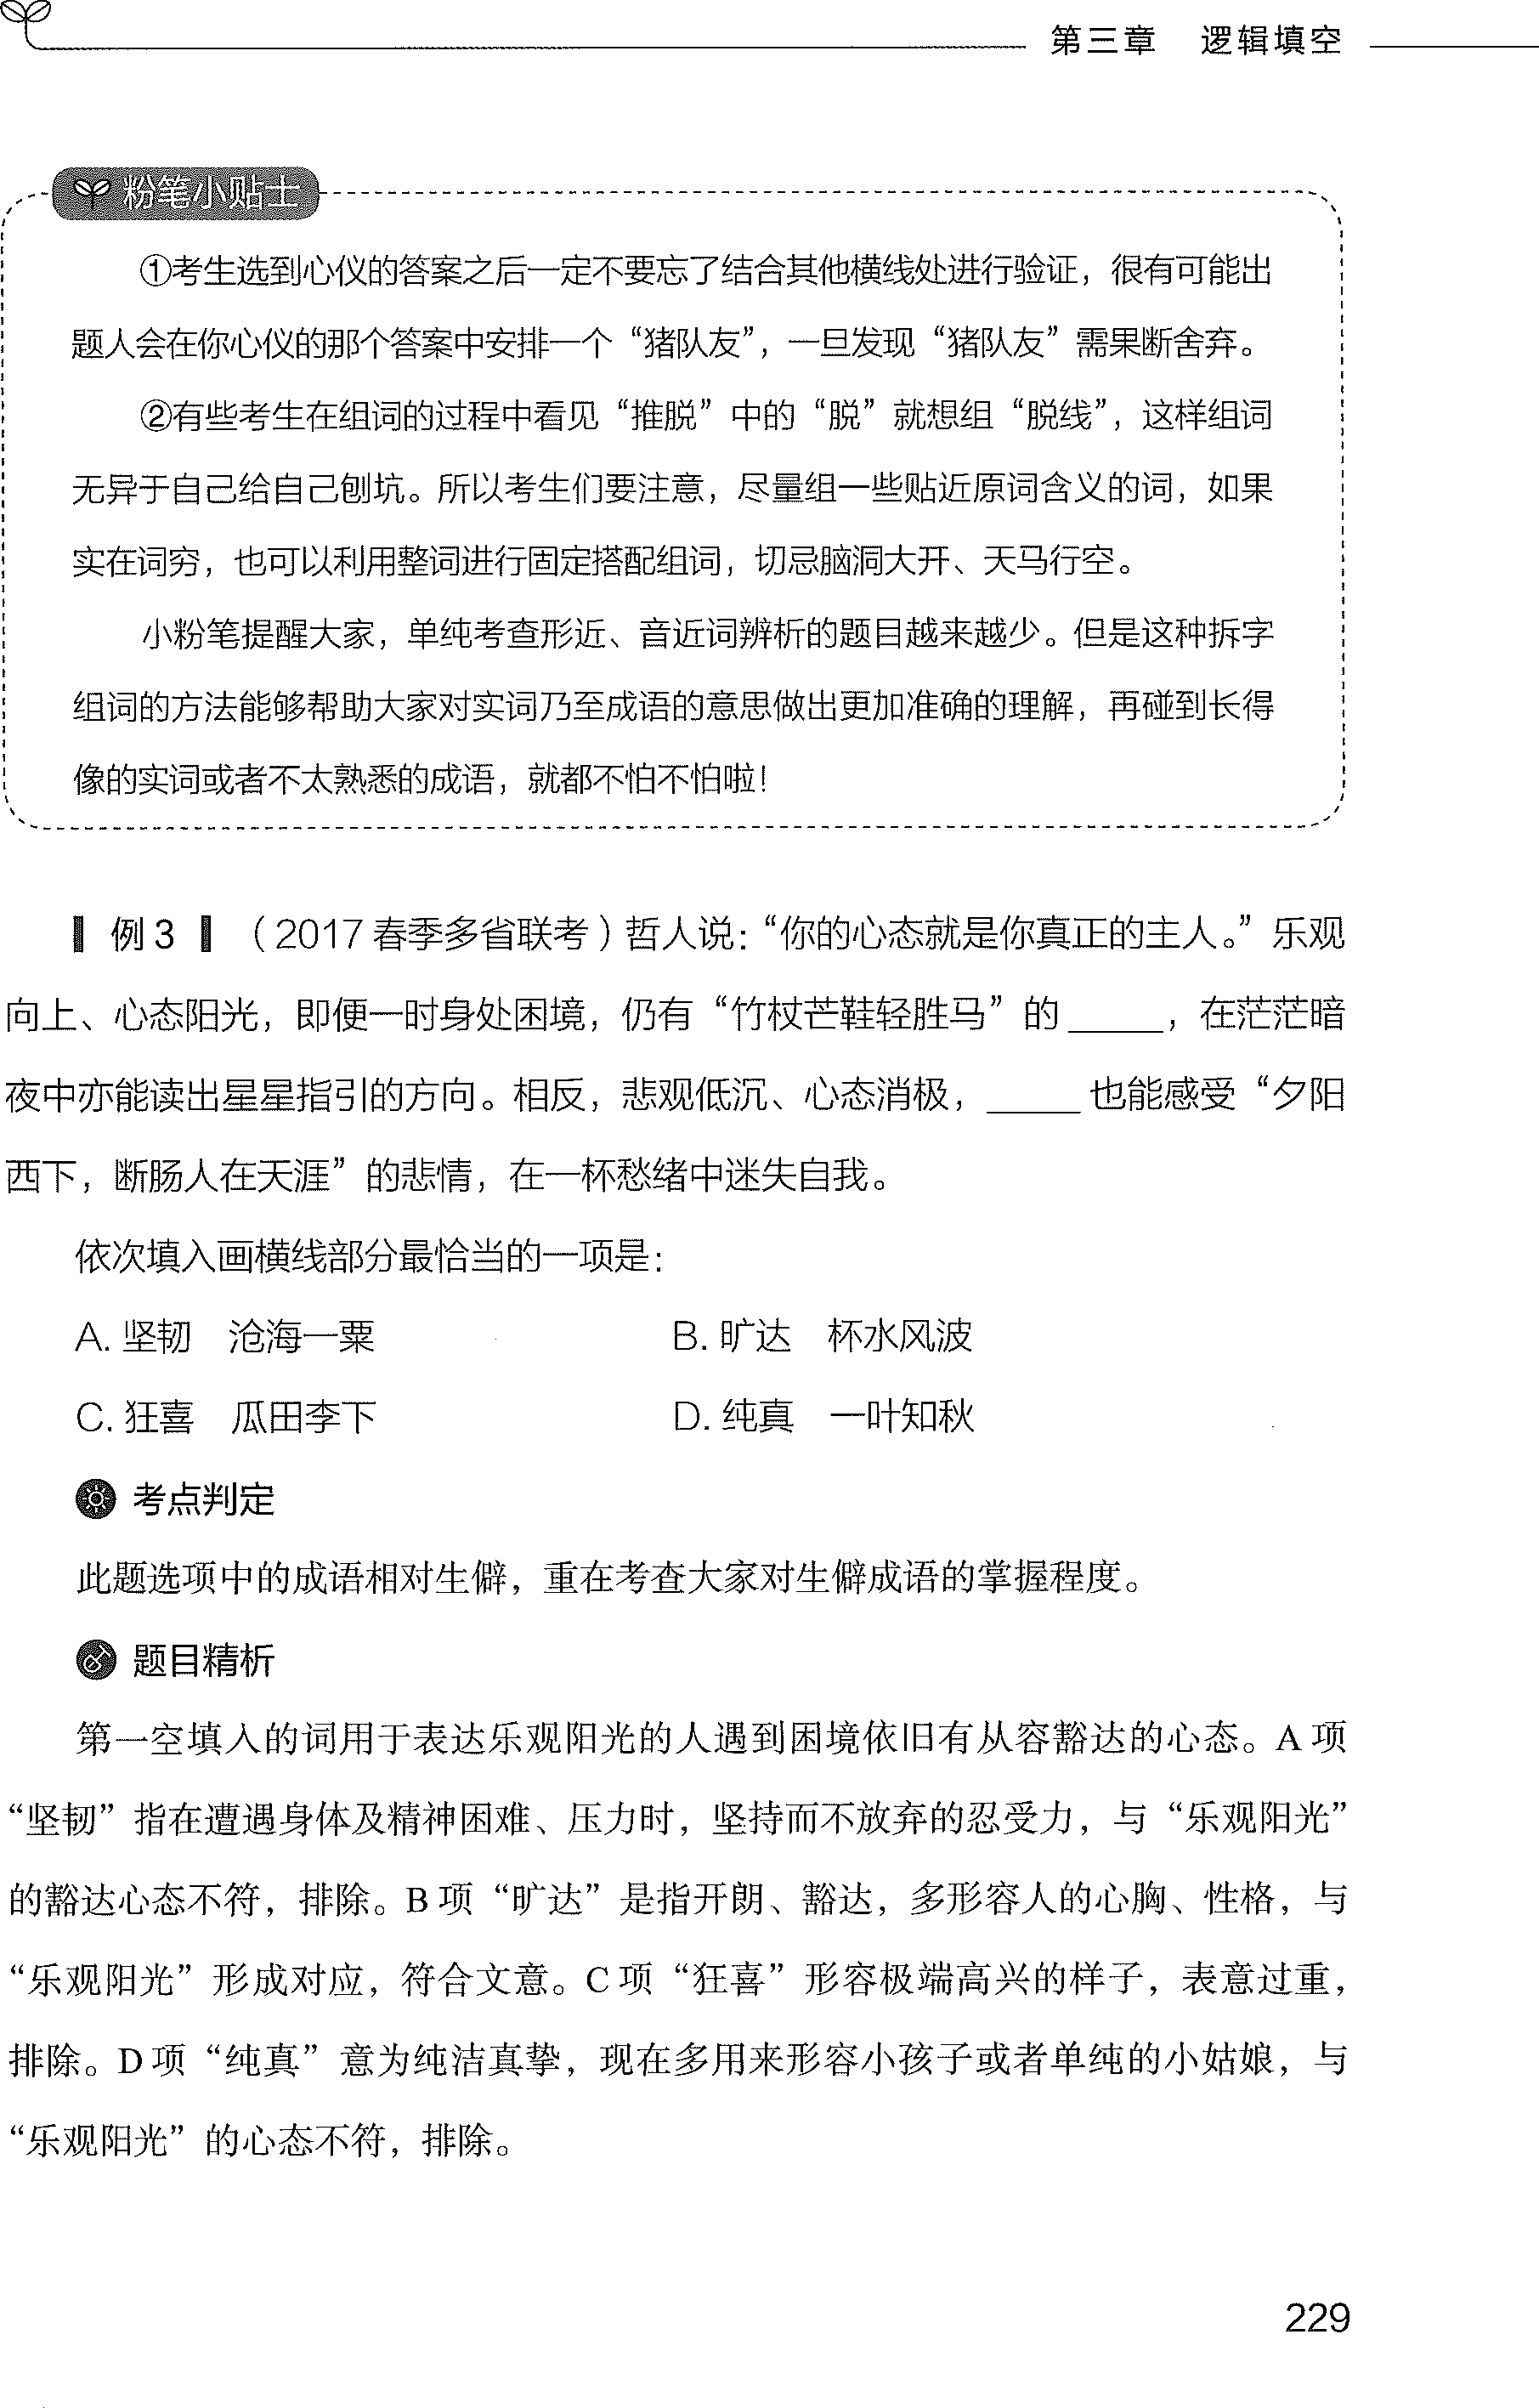 第三章 逻辑填空
粉笔小贴士
①考生选到心仪的答案之后一定不要忘了结合其他横线处进行验证，很有可能出
题人会在你心仪的那个答案中安排一个“猪队友”，一旦发现“猪队友”需果断舍弃。
②有些考生在组词的过程中看见“推脱”中的“脱”就想组“脱线”，这样组词
无异于自己给自己刨坑。所以考生们要注意，尽量组一些贴近原词含义的词，如果
实在词穷，也可以利用整词进行固定搭配组词，切忌脑洞大开、天马行空。
小粉笔提醒大家，单纯考查形近、音近词辨析的题目越来越少。但是这种拆字
组词的方法能够帮助大家对实词乃至成语的意思做出更加准确的理解，再碰到长得
像的实词或者不太熟悉的成语，就都不怕不怕啦！
例3 （2017春季多省联考）哲人说：“你的心态就是你真正的主人。”乐观
向上、心态阳光，即便一时身处困境，仍有“竹杖芒鞋轻胜马”的_____，在茫茫暗
夜中亦能读出星星指引的方向。相反，悲观低沉、心态消极，_____也能感受“夕阳
西下，断肠人在天涯”的悲情，在一杯愁绪中迷失自我。
依次填入画横线部分最恰当的一项是：
A. 坚韧 沧海一粟 B. 旷达 杯水风波
C. 狂喜 瓜田李下 D. 纯真 一叶知秋
考点判定
此题选项中的成语相对生僻，重在考查大家对生僻成语的掌握程度。
题目精析
第一空填入的词用于表达乐观阳光的人遇到困境依旧有从容豁达的心态。A 项
“坚韧”指在遭遇身体及精神困难、压力时，坚持而不放弃的忍受力，与“乐观阳光”
的豁达心态不符，排除。B 项“旷达”是指开朗、豁达，多形容人的心胸、性格，与
“乐观阳光”形成对应，符合文意。C 项“狂喜”形容极端高兴的样子，表意过重，
排除。D 项“纯真”意为纯洁真挚，现在多用来形容小孩子或者单纯的小姑娘，与
“乐观阳光”的心态不符，排除。
229